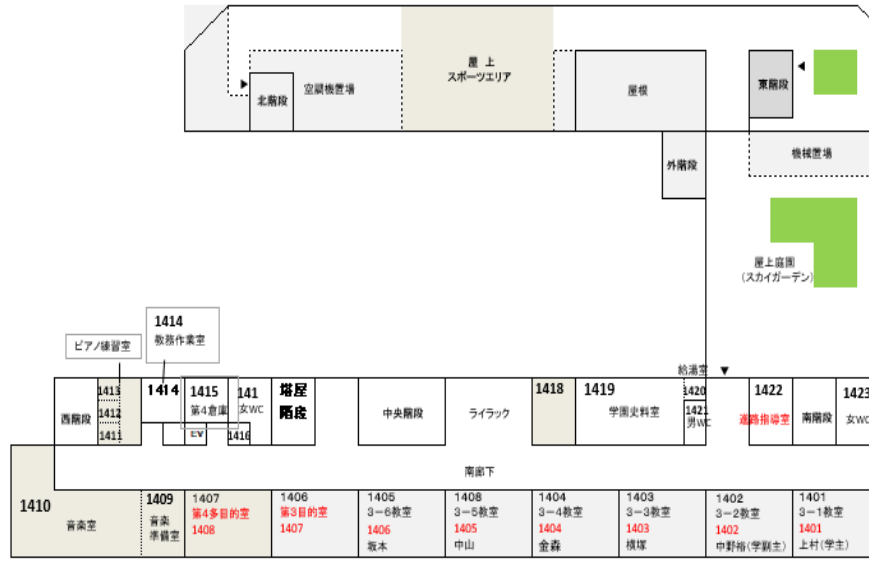 屋上
スポーツエリア
空調機置場
北階段
屋根
東階段
機械置場
外階段
屋上庭園
(スカイガーデン)
1414
教務作業室
ピアノ練習室
給湯室
1413
1412
1411
西階段
1414
1415
第4倉庫
EV
141
女WC
1416
塔屋
階段
中央階段
ライラック
1418
1419
学園史料室
1420
1421
男WC
1422
進路指導室
南階段
1423
女WC
南廊下
1410
音楽室
1409
音楽
準備室
1407
第4多目的室
1408
1406
第3目的室
1407
1405
3-6教室
1406
坂本
1408
3-5教室
1405
中山
1404
3-4教室
1404
金森
1403
3-3教室
1403
横塚
1402
3-2教室
1402
中野裕(学副主)
1401
3-1教室
1401
上村(学主)